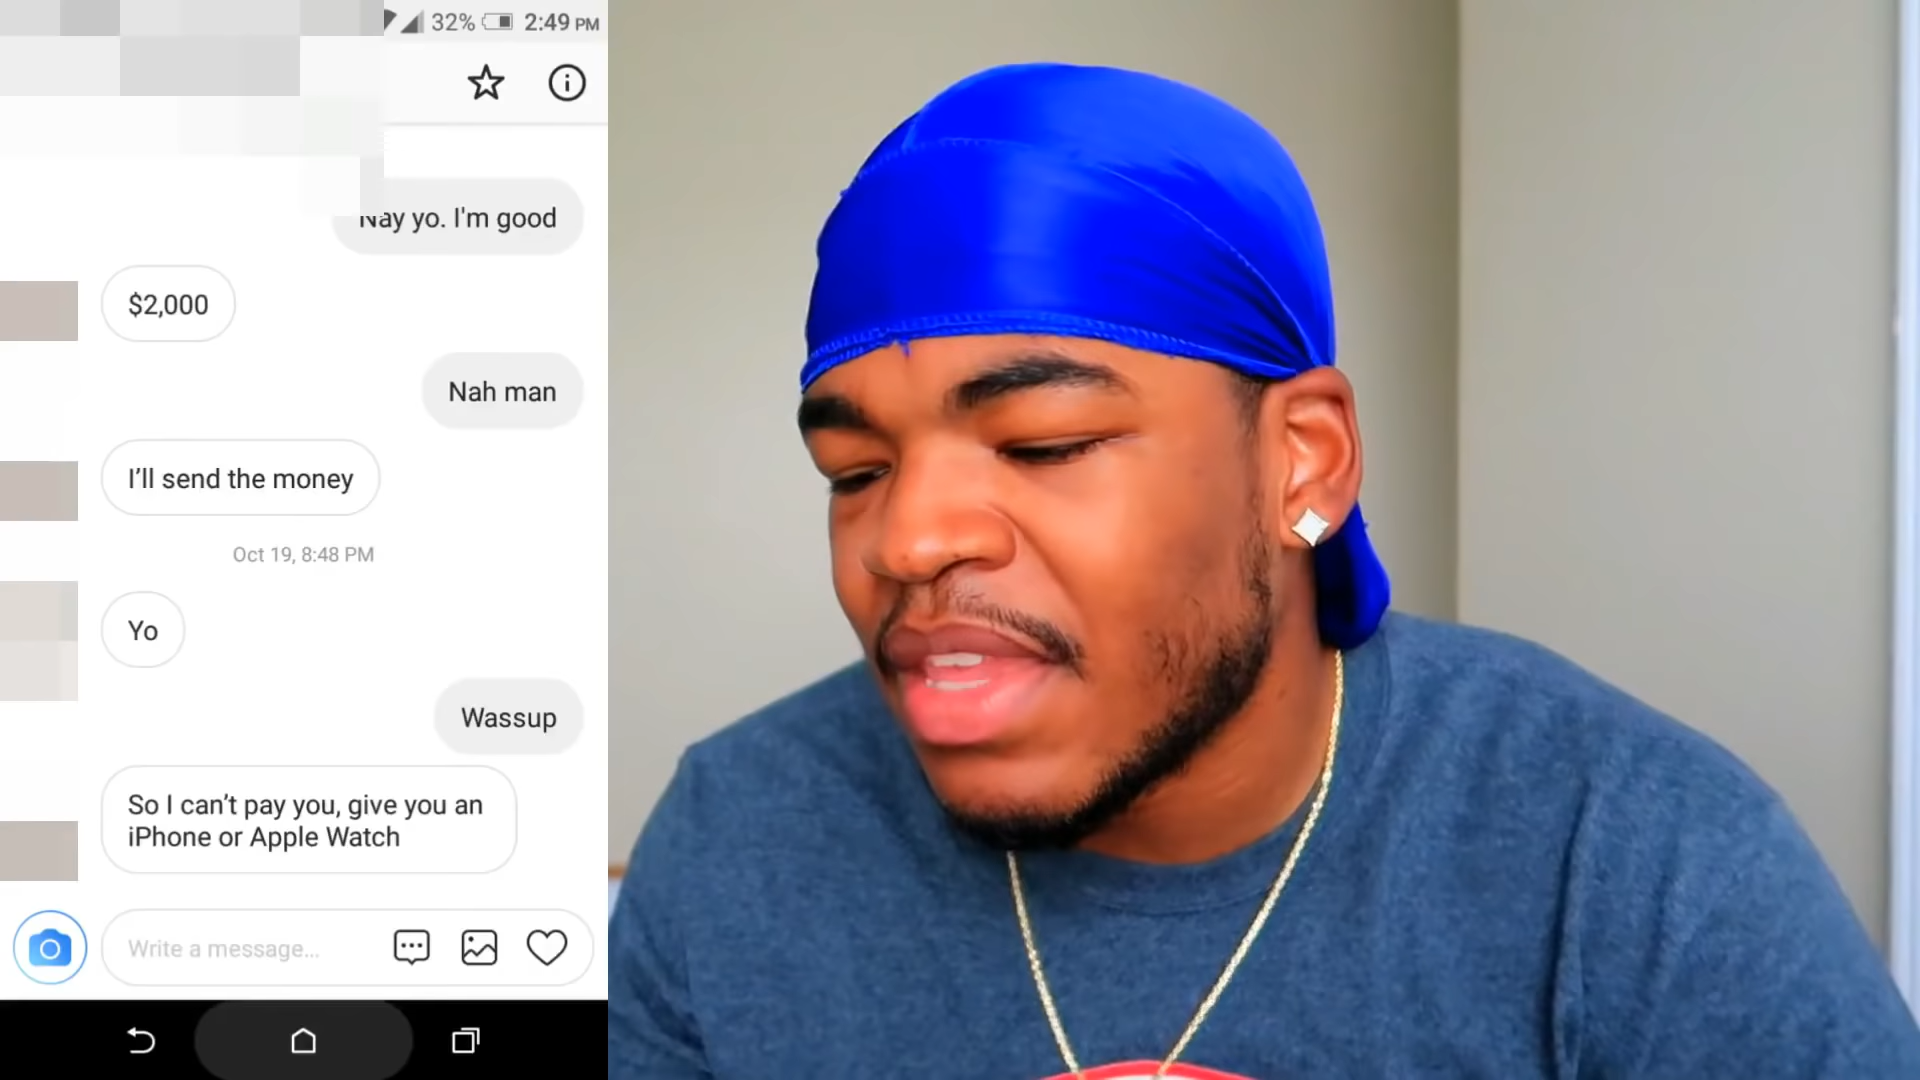 32% 2:49 PM
Nay yo. I'm good
$2,000
Nah man
I’ll send the money
Oct 19, 8:48 PM
Yo
Wassup
So I can’t pay you, give you an
iPhone or Apple Watch
Write a message...